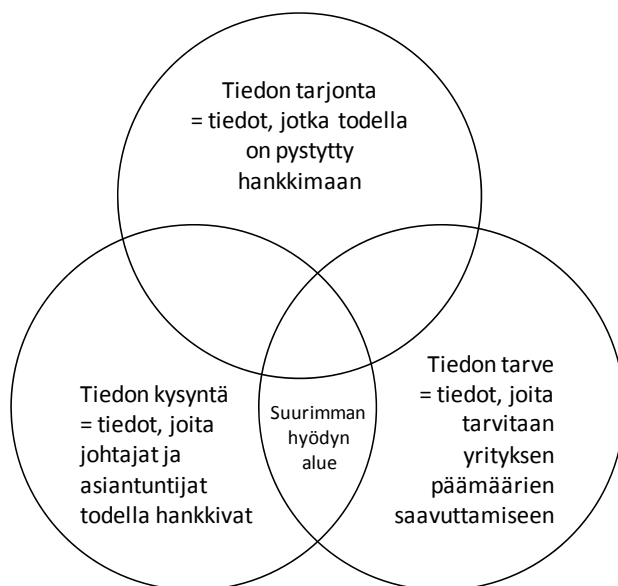 Tiedon tarjonta
= tiedot, jotka todella
on pystytty
hankkimaan
Tiedon kysyntä
= tiedot, joita
johtajat ja
asiantuntijat
todella hankkivat
Suurimman
hyödyn
alue
Tiedon tarve
= tiedot, joita
tarvitaan
yrityksen
päämäärien
saavuttamiseen